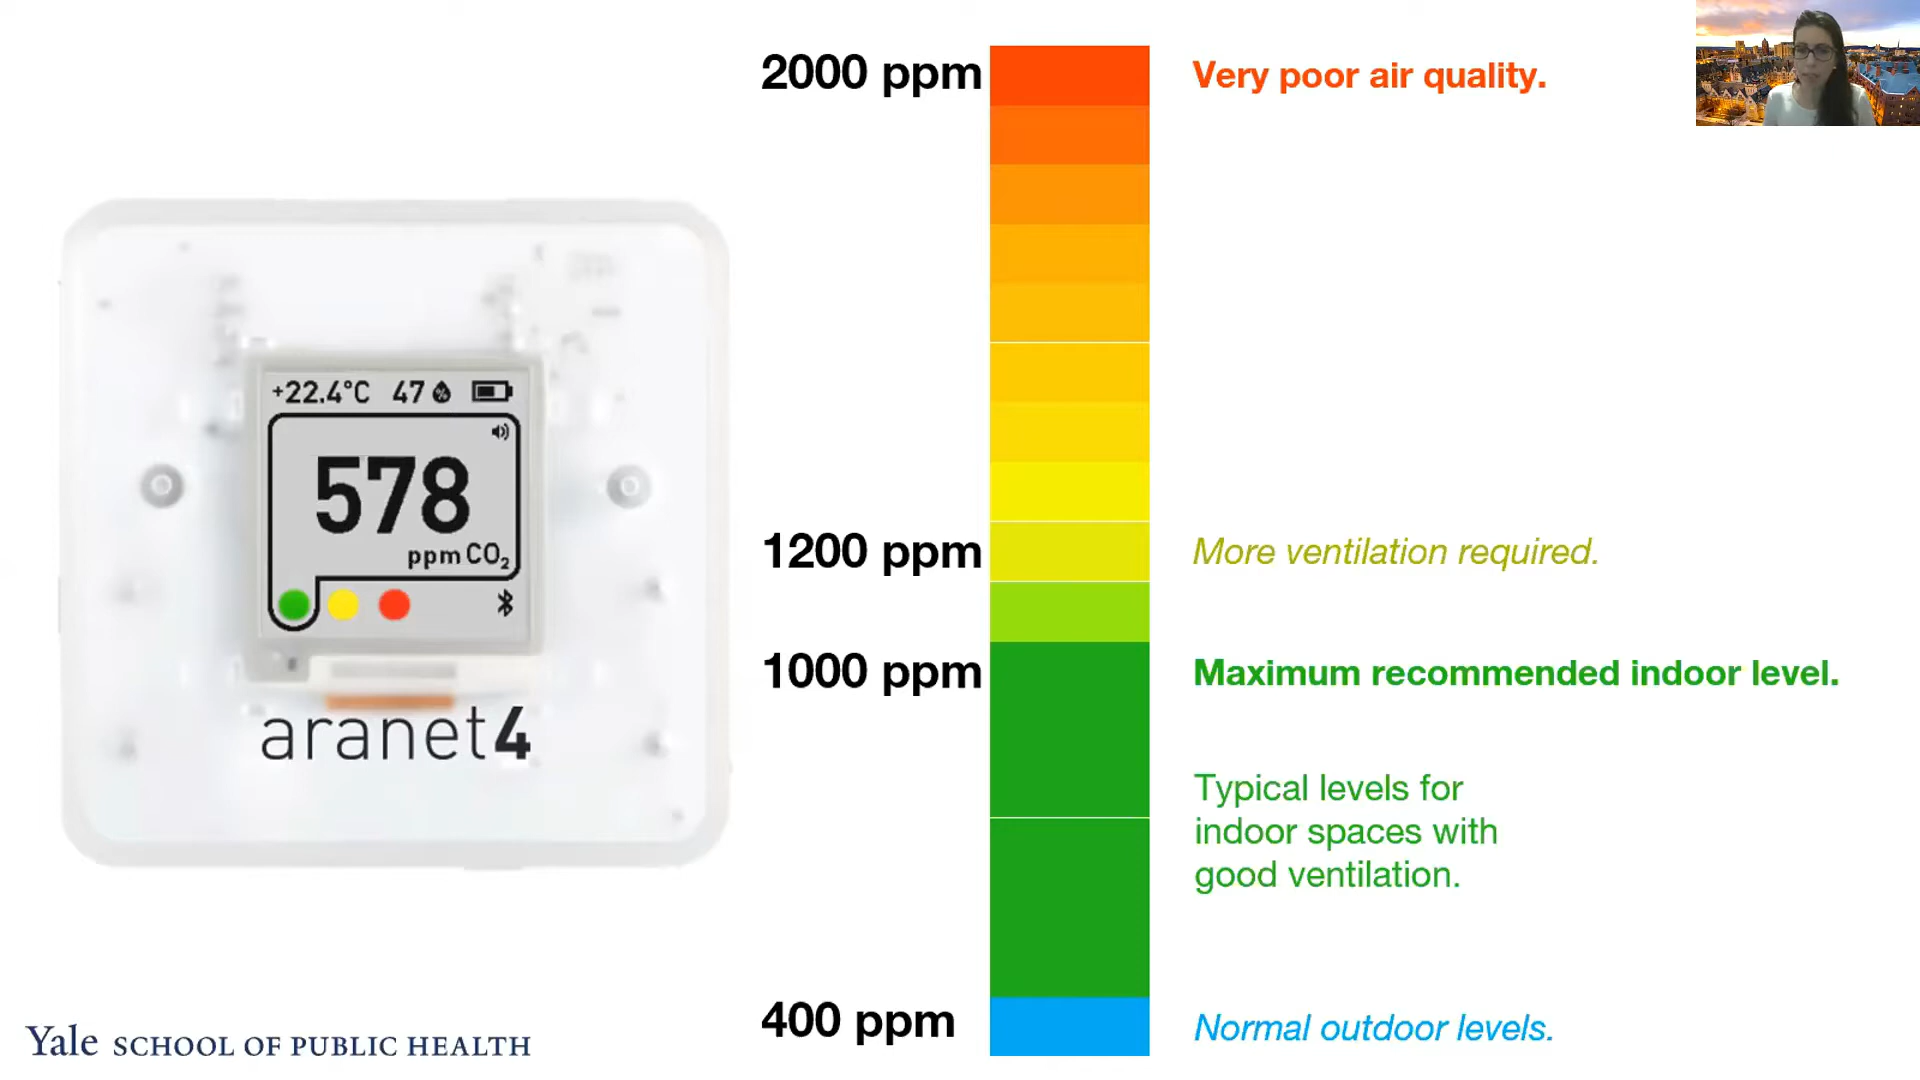 2000 ppm
Very poor air quality.
+22.4°C 47 %
578
ppm CO₂
aranet4
1200 ppm
More ventilation required.
1000 ppm
Maximum recommended indoor level.
Typical levels for
indoor spaces with
good ventilation.
400 ppm
Normal outdoor levels.
Yale SCHOOL OF PUBLIC HEALTH